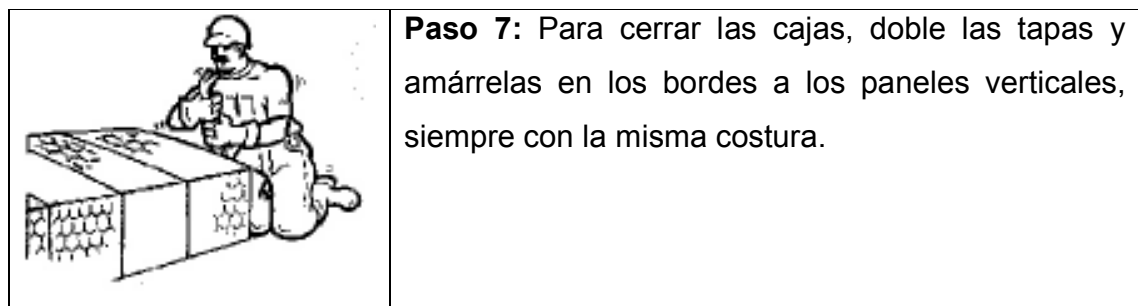 Paso 7: Para cerrar las cajas, doble las tapas y
amárrelas en los bordes a los paneles verticales,
siempre con la misma costura.